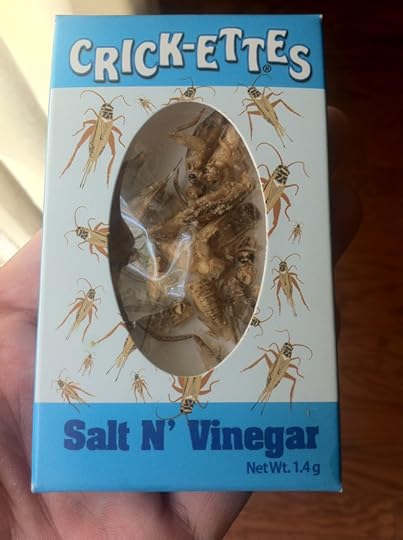 CRICK-ETTES®
Salt N' Vinegar
Net Wt. 1.4 g